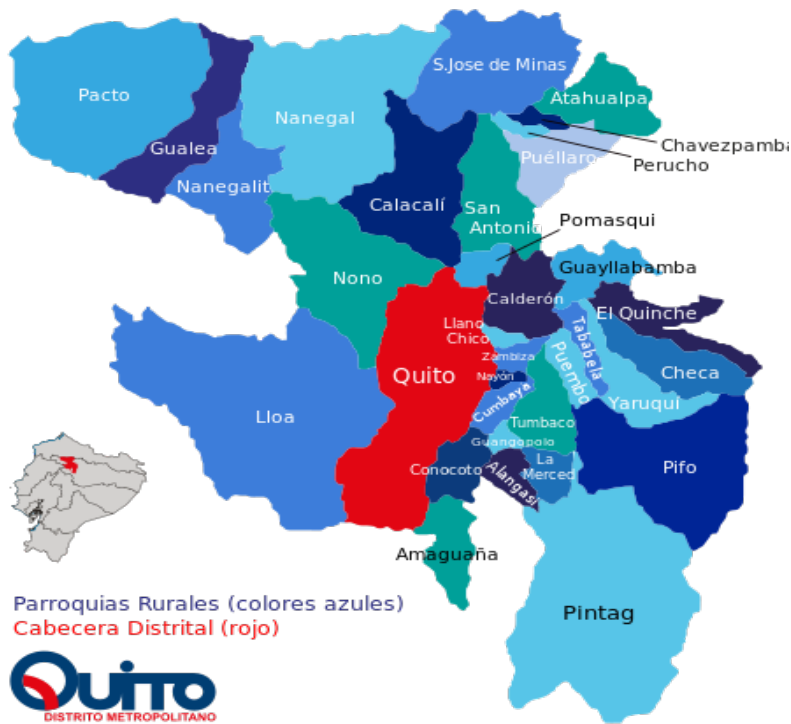 S.Jose de Minas
Pacto
Nanegal
Atahualpa
Chavezpamba
Perucho
Gualea
Puéllaro
Nanegalit
Calacalí
San
Antonio
Pomasqui
Nono
Guayllabamba
Calderón
El Quinche
Llano
Chico
Tababela
Zambiza
Puembo
Checa
Quito
Nayón
Cumbaya
Yaruquí
Lloa
Tumbaco
Guangopolo
Conocoto
Alangasí
La
Merced
Pifo
Amaguaña
Pintag
Parroquias Rurales (colores azules)
Cabecera Distrital (rojo)
QUITO
DISTRITO METROPOLITANO